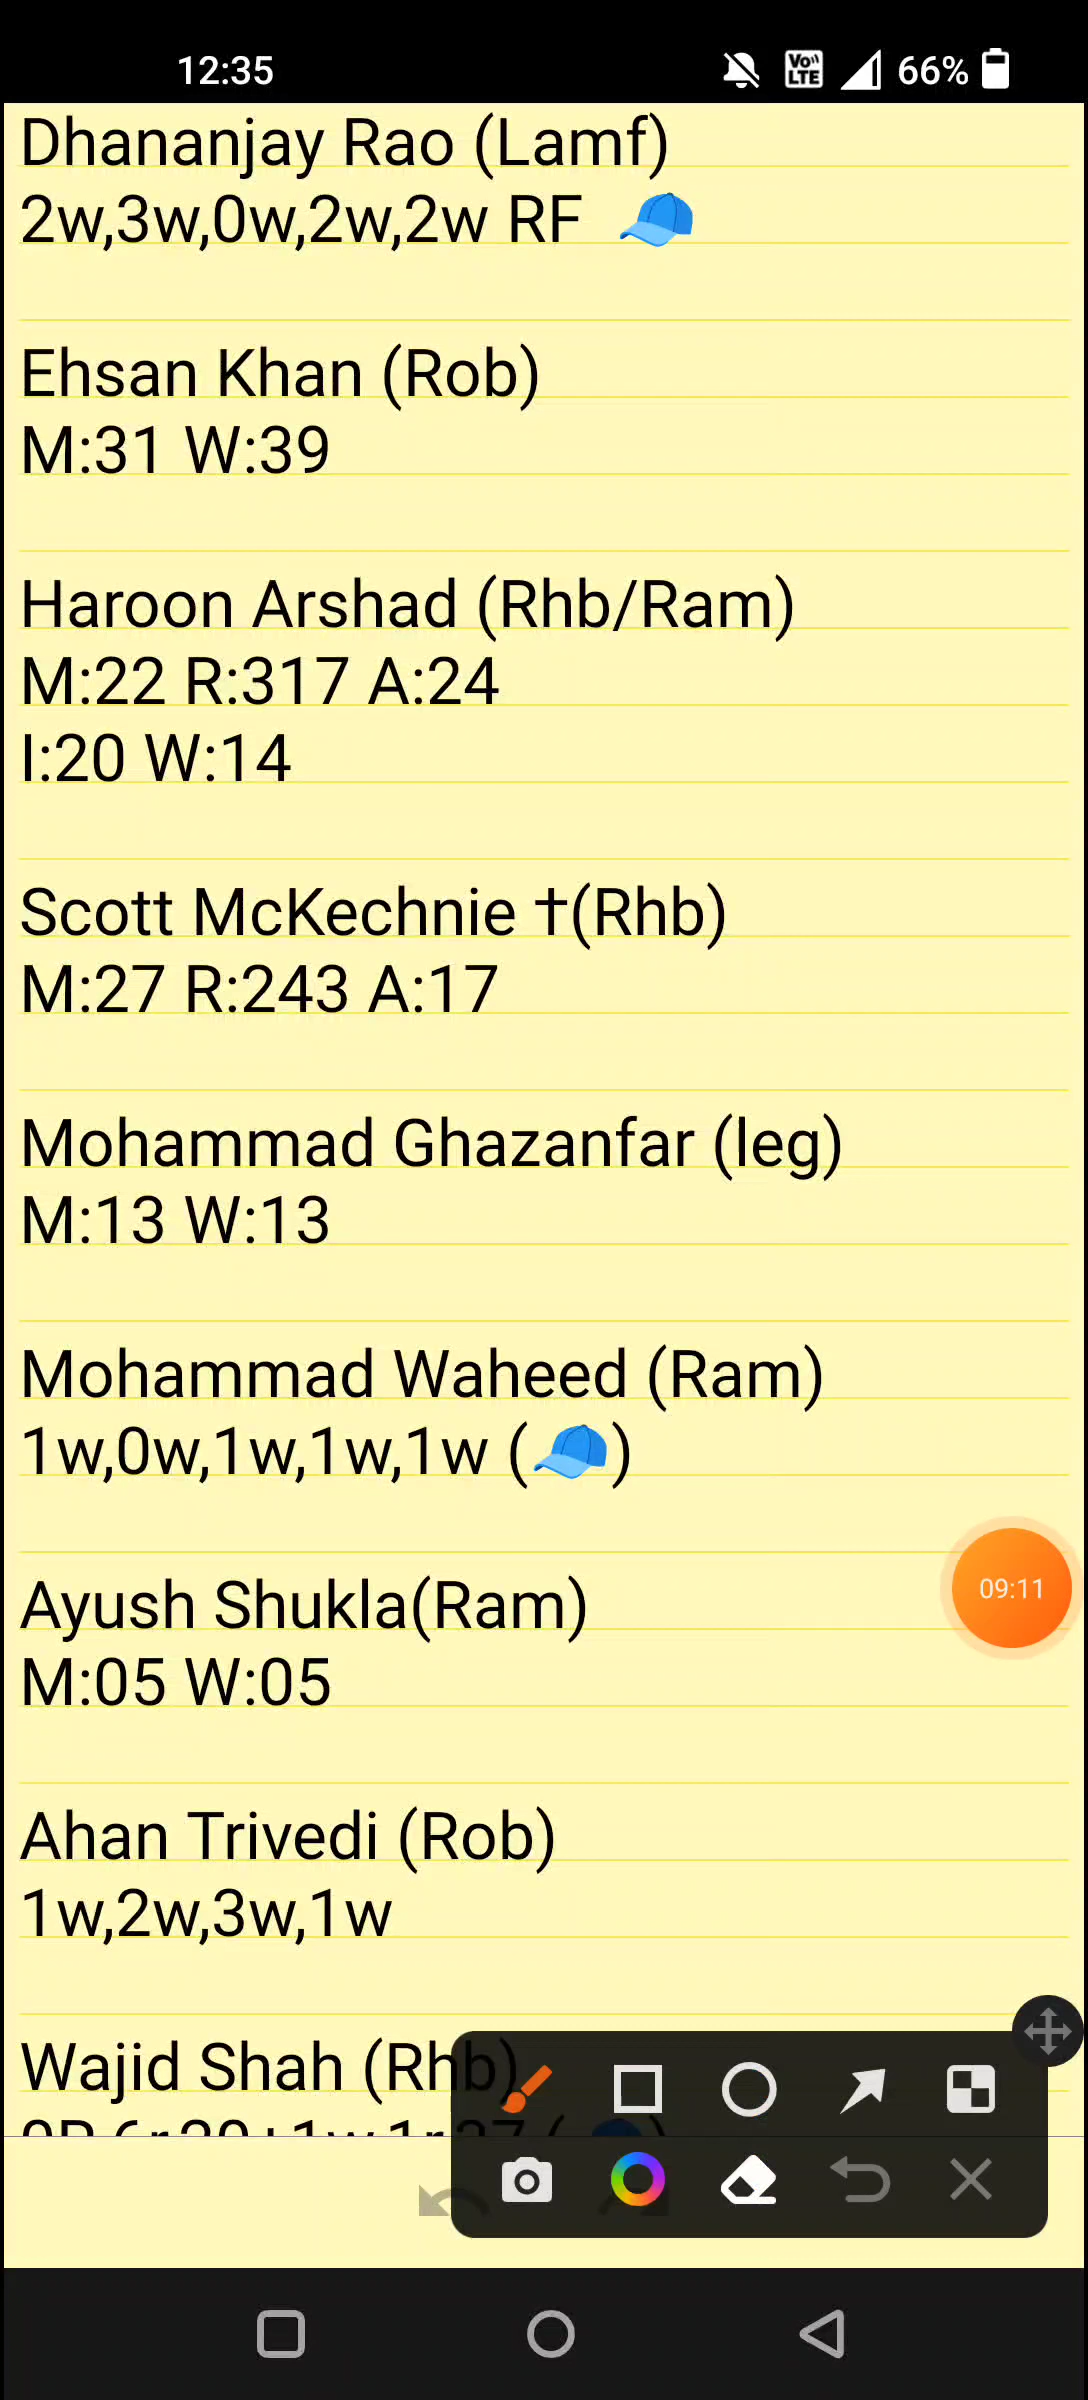 12:35
Vo LTE
66%
Dhananjay Rao (Lamf)
2w,3w,0w,2w,2w RF 🧢
Ehsan Khan (Rob)
M:31 W:39
Haroon Arshad (Rhb/Ram)
M:22 R:317 A:24
I:20 W:14
Scott McKechnie †(Rhb)
M:27 R:243 A:17
Mohammad Ghazanfar (leg)
M:13 W:13
Mohammad Waheed (Ram)
1w,0w,1w,1w,1w (🧢)
09:11
Ayush Shukla(Ram)
M:05 W:05
Ahan Trivedi (Rob)
1w,2w,3w,1w
Wajid Shah (Rhb)